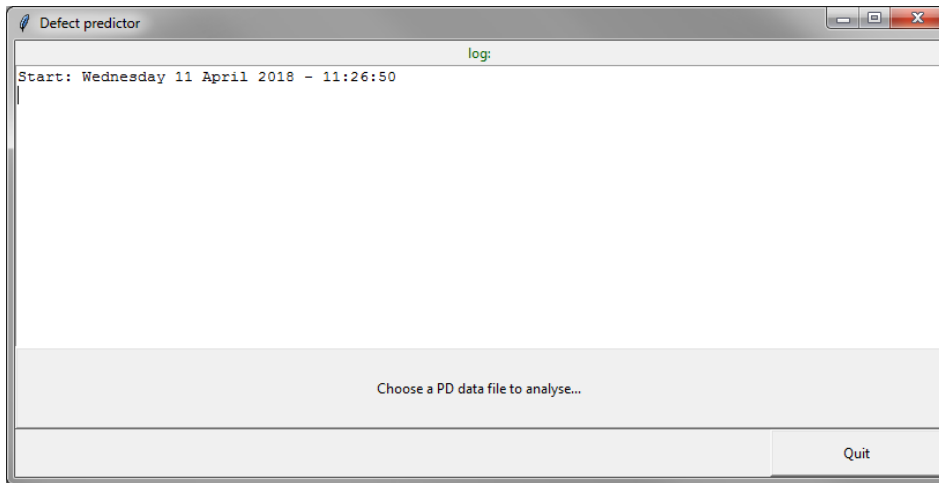 Defect predictor
log:
Start: Wednesday 11 April 2018 - 11:26:50
Choose a PD data file to analyse...
Quit